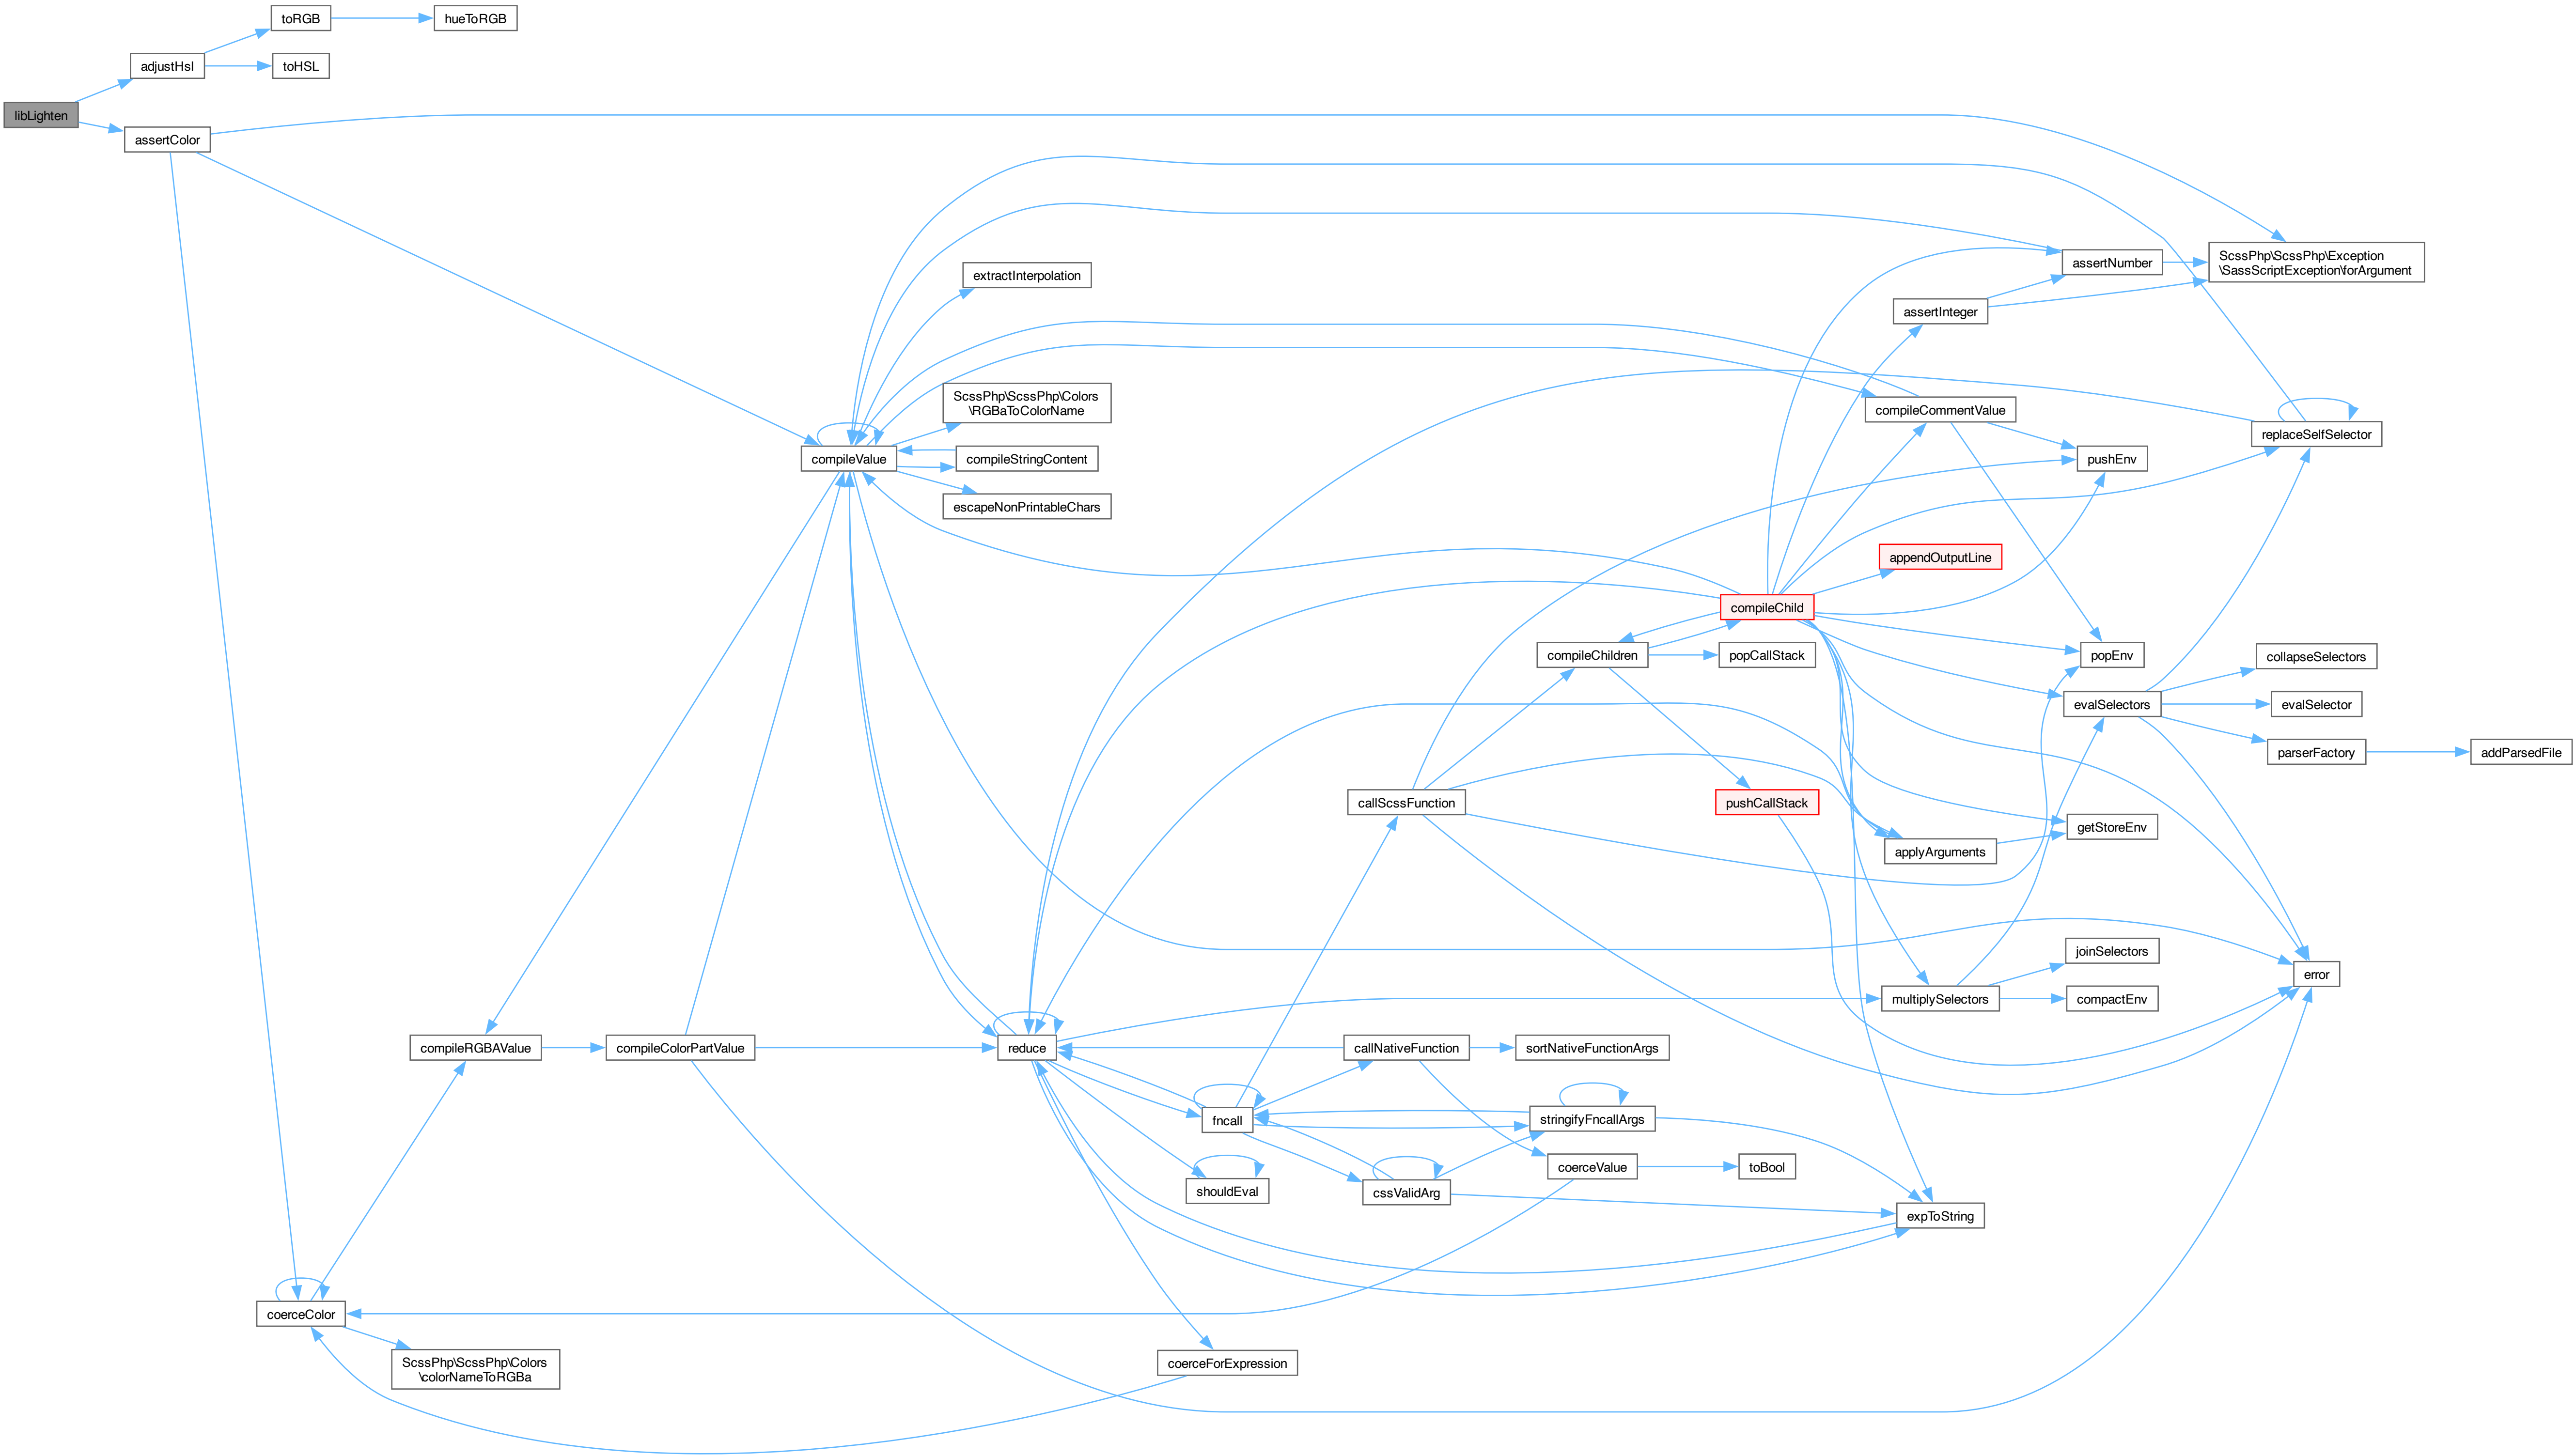 libLighten
adjustHsl
toRGB
hueToRGB
toHSL
assertColor
compileValue
extractInterpolation
ScssPhp\ScssPhp\Colors
\RGBaToColorName
compileStringContent
escapeNonPrintableChars
assertNumber
ScssPhp\ScssPhp\Exception
\SassScriptException\forArgument
assertInteger
compileCommentValue
replaceSelfSelector
pushEnv
appendOutputLine
compileChild
compileChildren
popCallStack
popEnv
collapseSelectors
evalSelectors
evalSelector
parserFactory
addParsedFile
callScssFunction
pushCallStack
getStoreEnv
applyArguments
joinSelectors
error
multiplySelectors
compactEnv
compileRGBAValue
compileColorPartValue
reduce
callNativeFunction
sortNativeFunctionArgs
fncall
stringifyFncallArgs
coerceValue
toBool
shouldEval
cssValidArg
expToString
coerceColor
ScssPhp\ScssPhp\Colors
\colorNameToRGBa
coerceForExpression